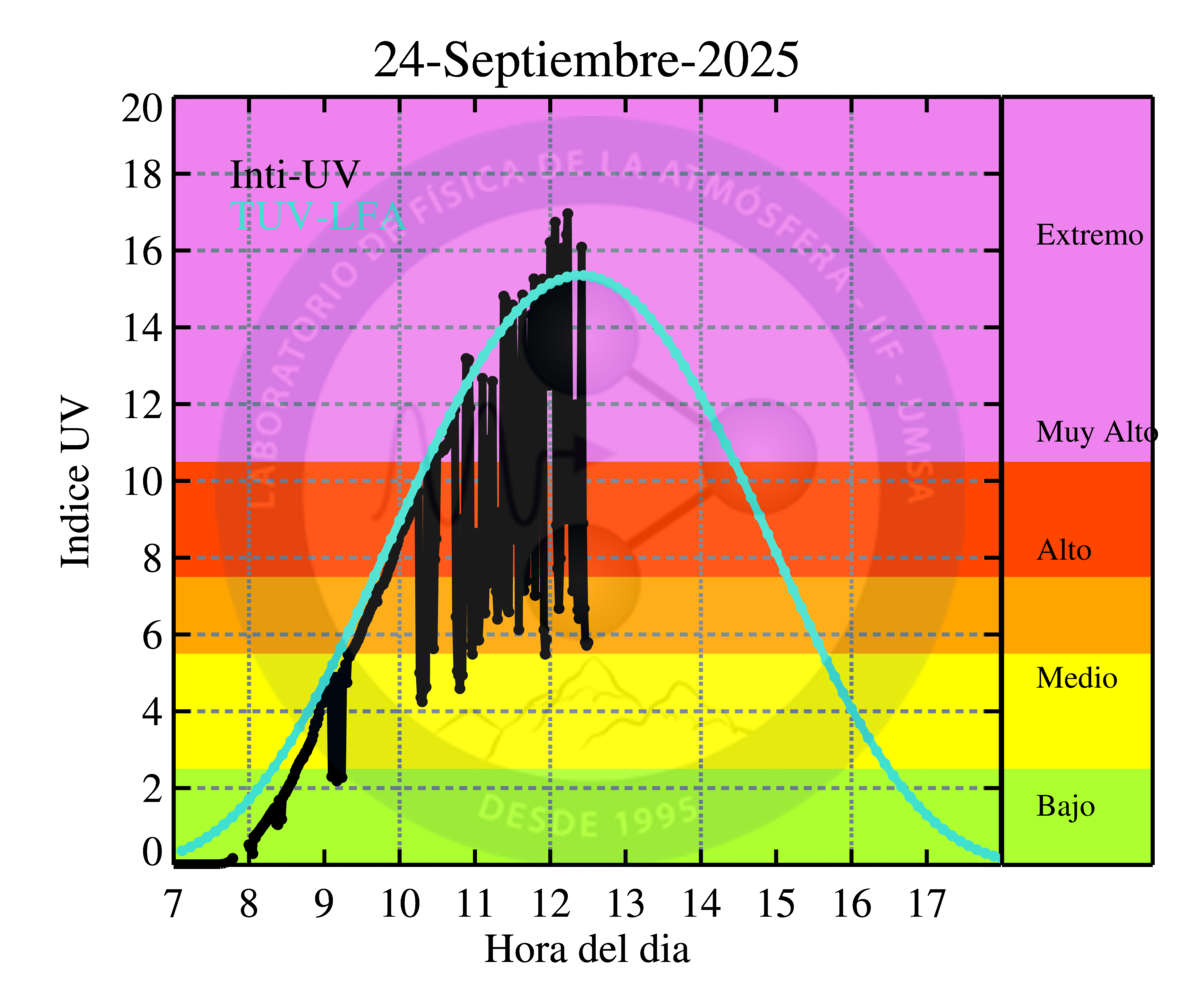 24-Septiembre-2025
20
18
16
14
12
10
8
6
4
2
0
Indice UV
Inti-UV
TUV-LFA
LABORATORIO DE FÍSICA DE LA ATMÓSFERA - IIF - UMSA
DESDE 1995
Extremo
Muy Alto
Alto
Medio
Bajo
7 8 9 10 11 12 13 14 15 16 17
Hora del dia